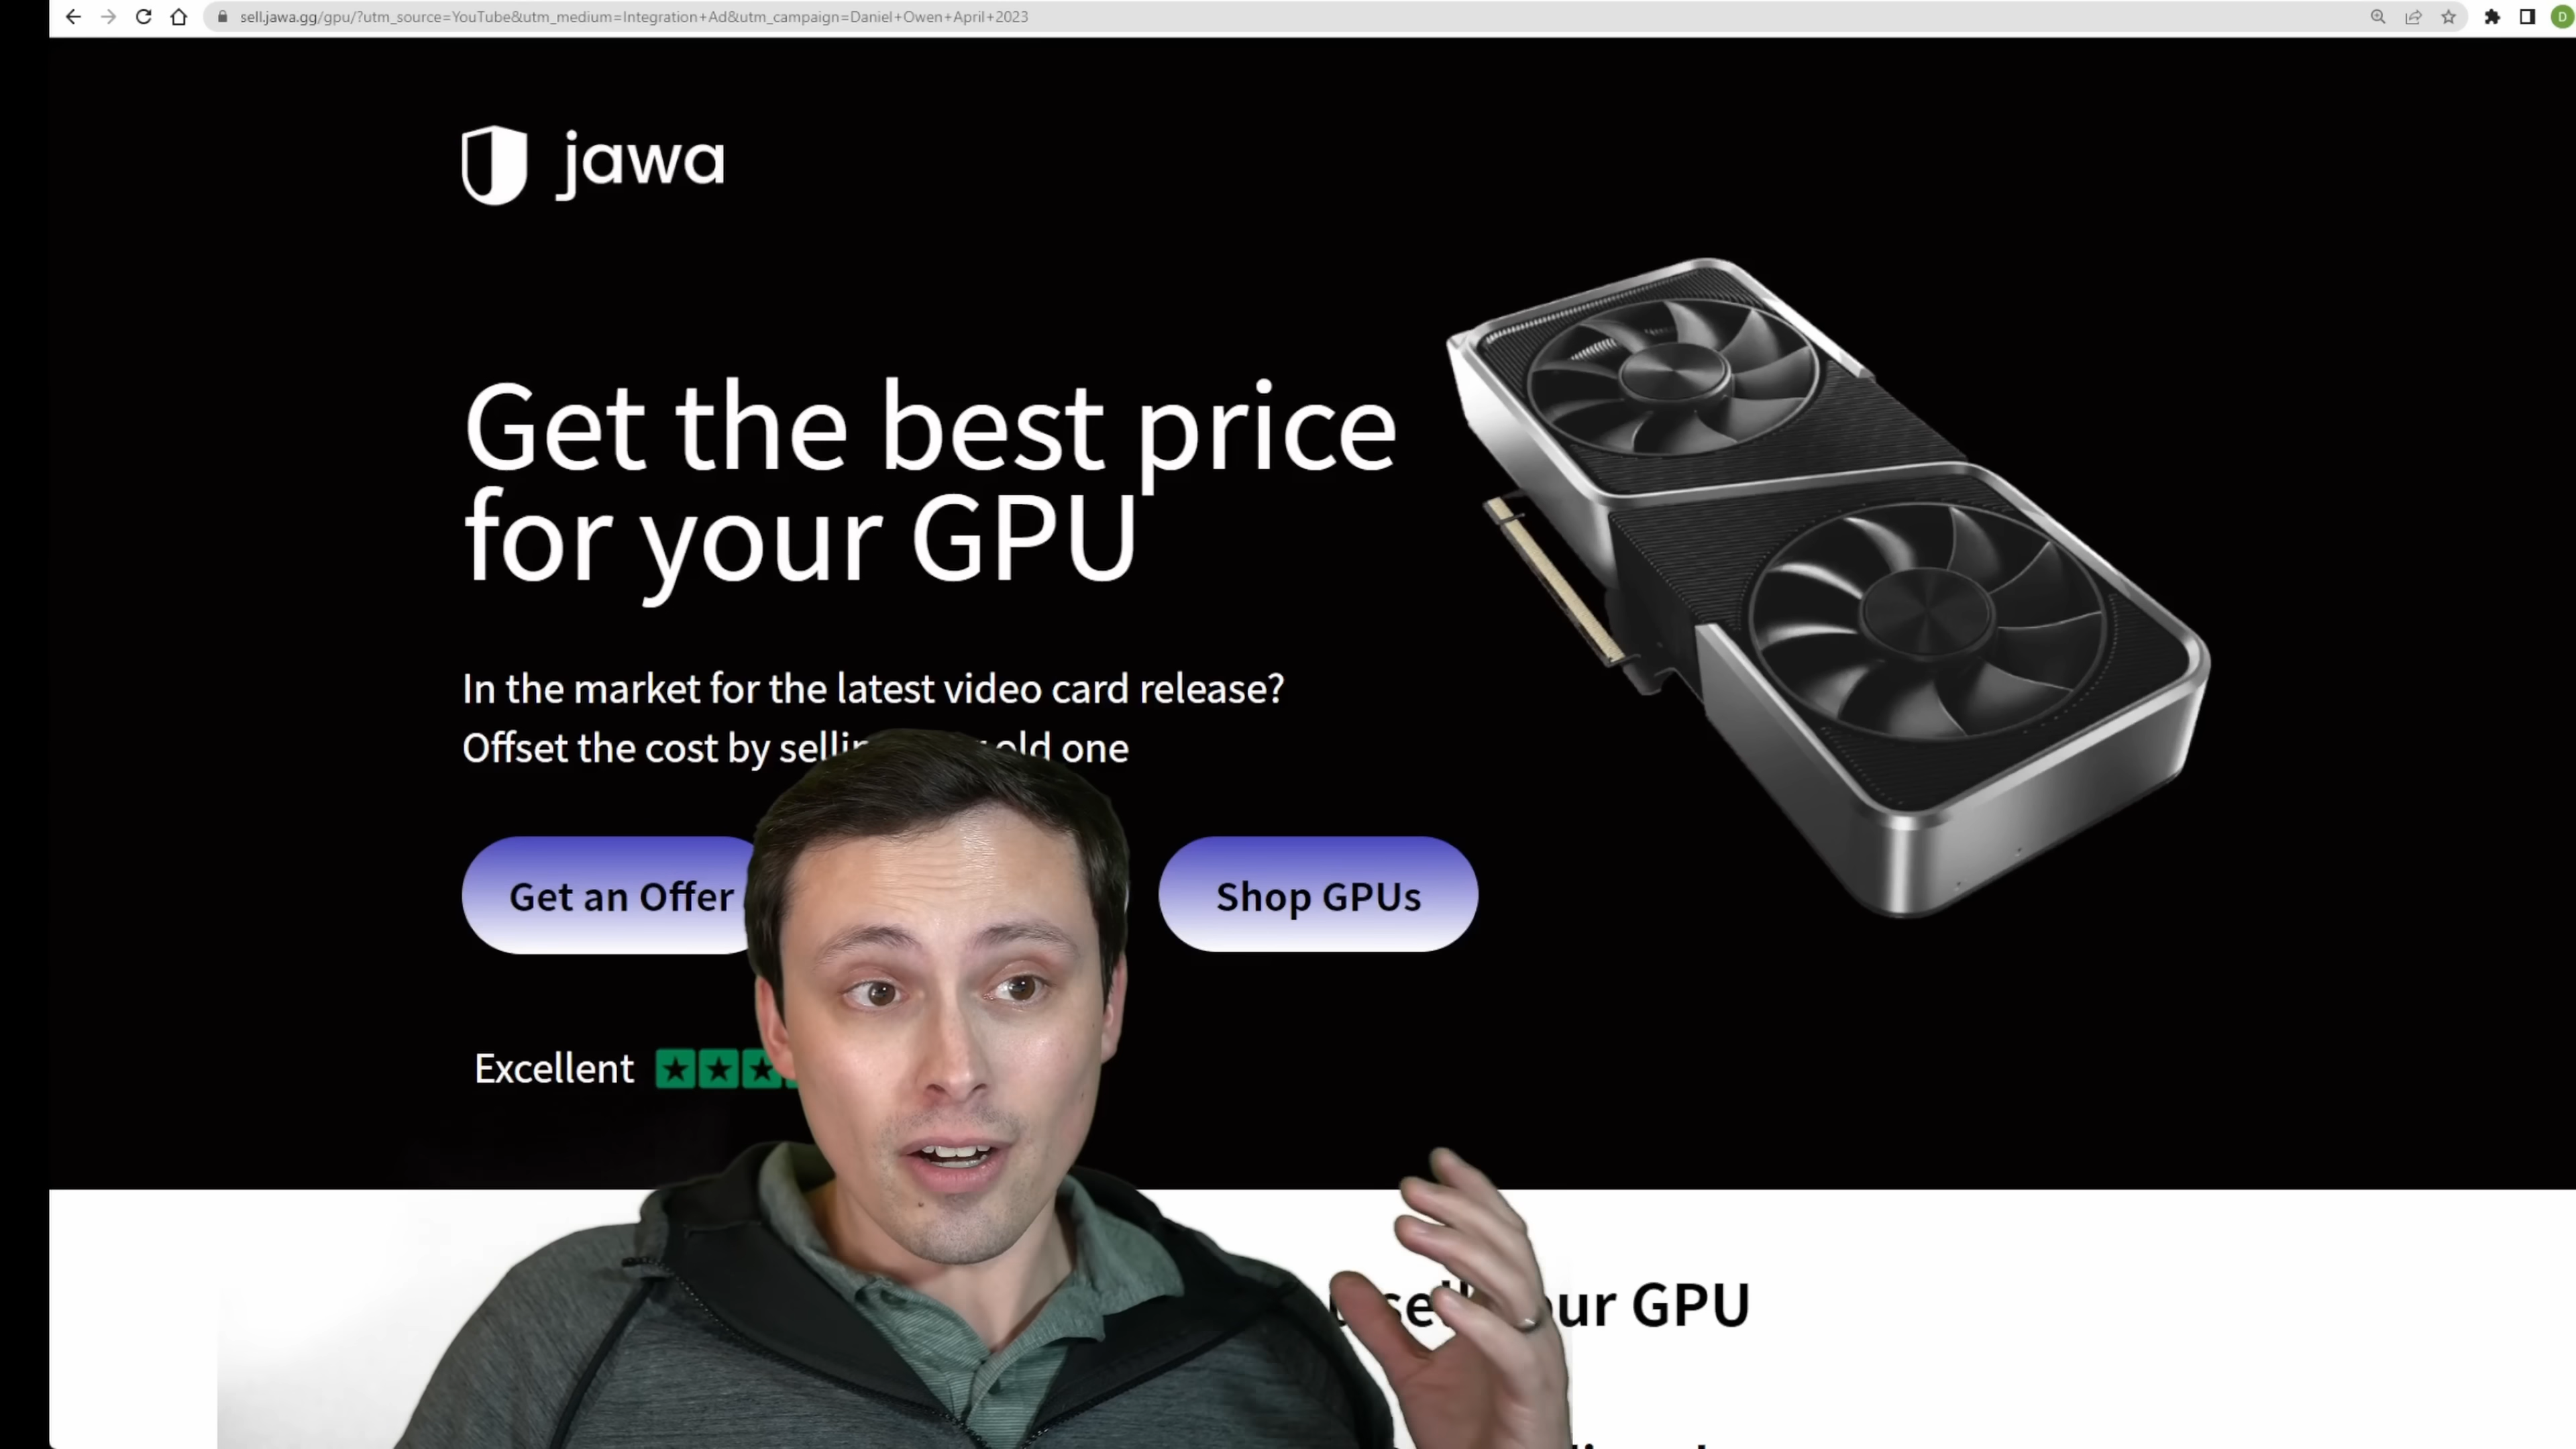 sell.jawa.gg/gpu/?utm_source=YouTube&utm_medium=Integration+Ad&utm_campaign=Daniel+Owen+April+2023
D
jawa
Get the best price
for your GPU
In the market for the latest video card release?
Offset the cost by old one
Get an Offer
Shop GPUs
Excellent
GPU